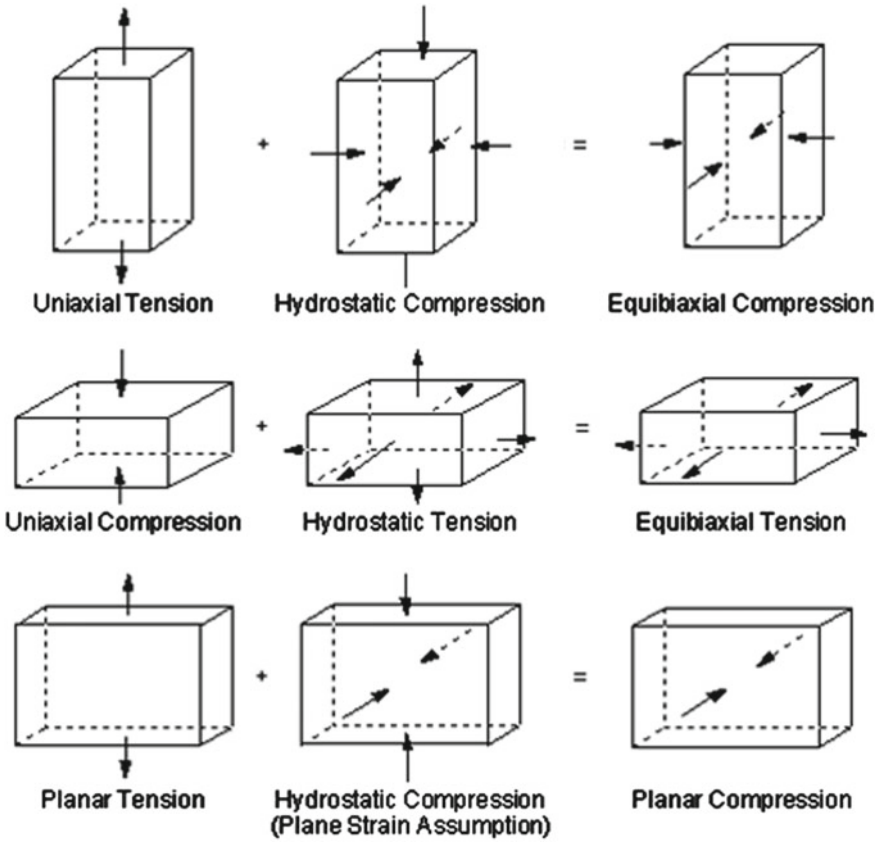 +
=
Uniaxial Tension
Hydrostatic Compression
Equibiaxial Compression
+
=
Uniaxial Compression
Hydrostatic Tension
Equibiaxial Tension
+
=
Planar Tension
Hydrostatic Compression
(Plane Strain Assumption)
Planar Compression